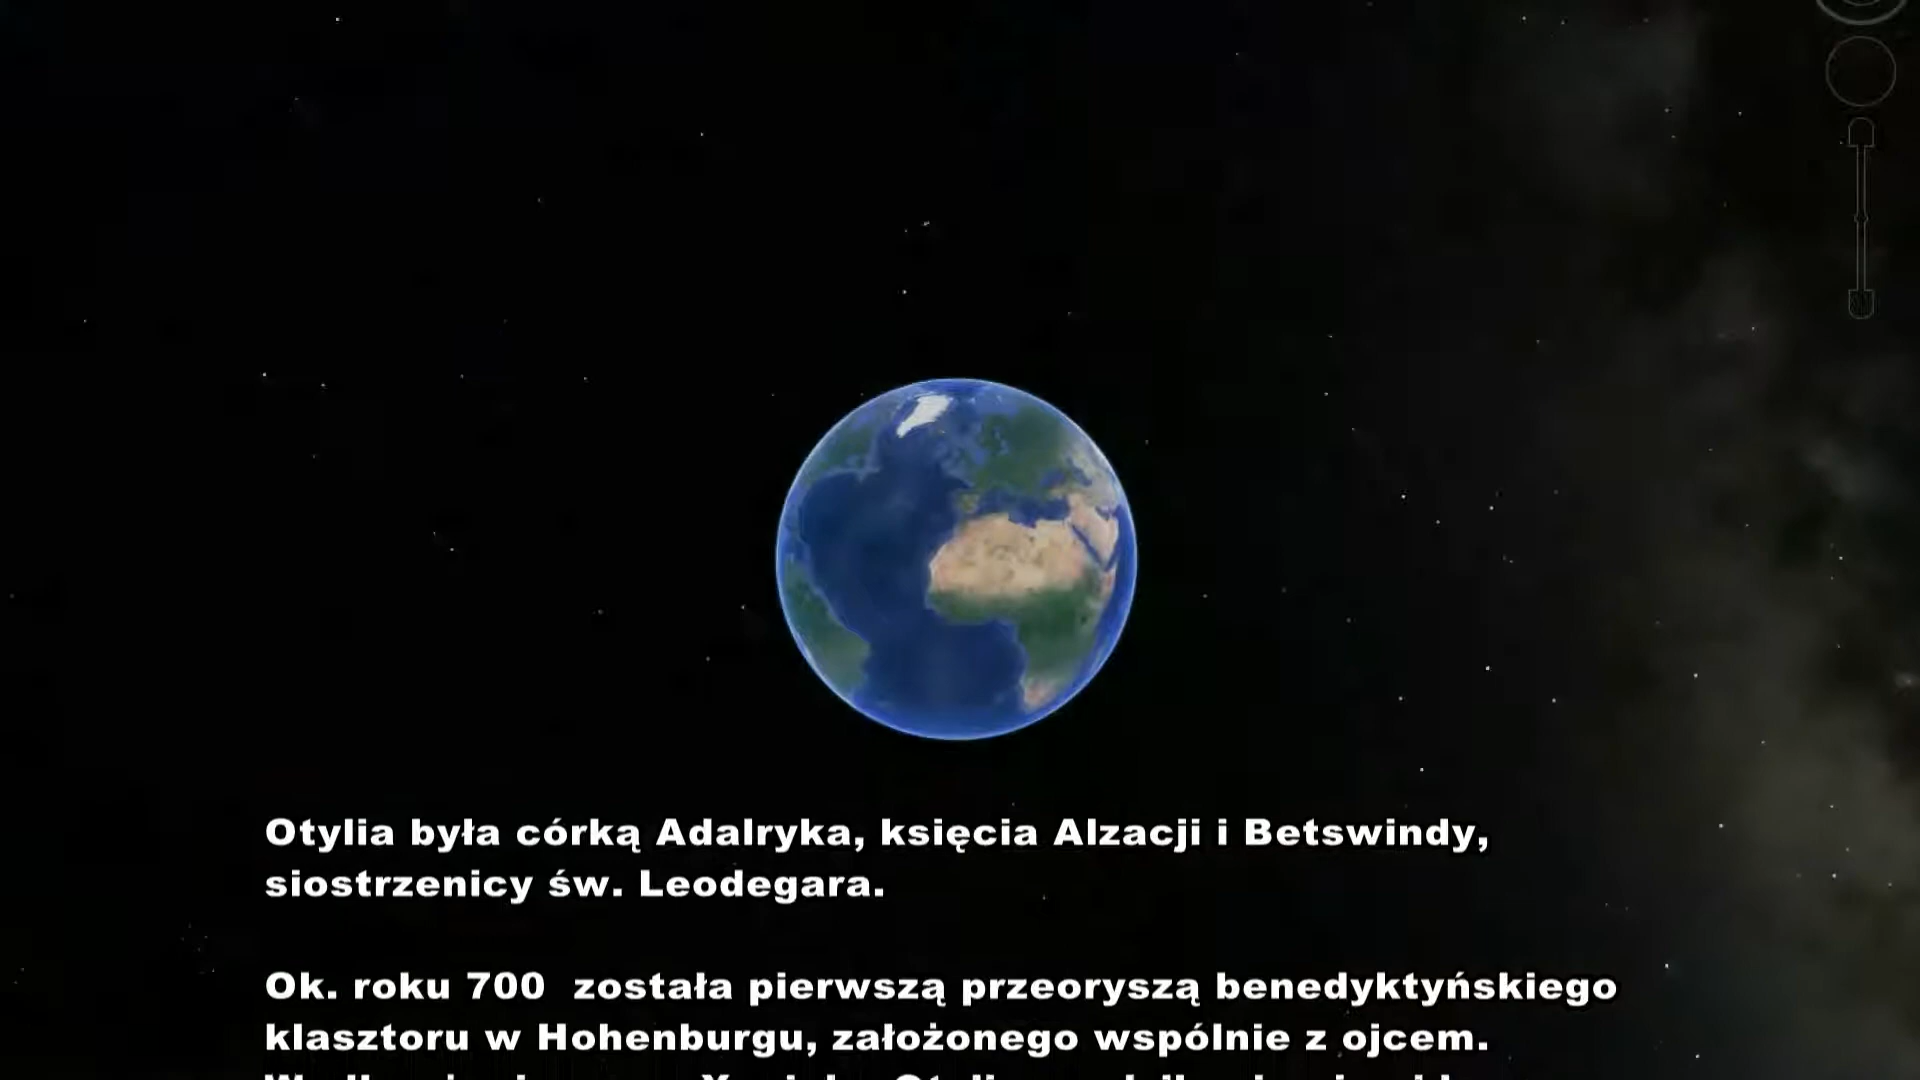 Otylia była córką Adalryka, księcia Alzacji i Betswindy,
siostrzenicy św. Leodegara.
Ok. roku 700 została pierwszą przeoryszą benedyktyńskiego
klasztoru w Hohenburgu, założonego wspólnie z ojcem.